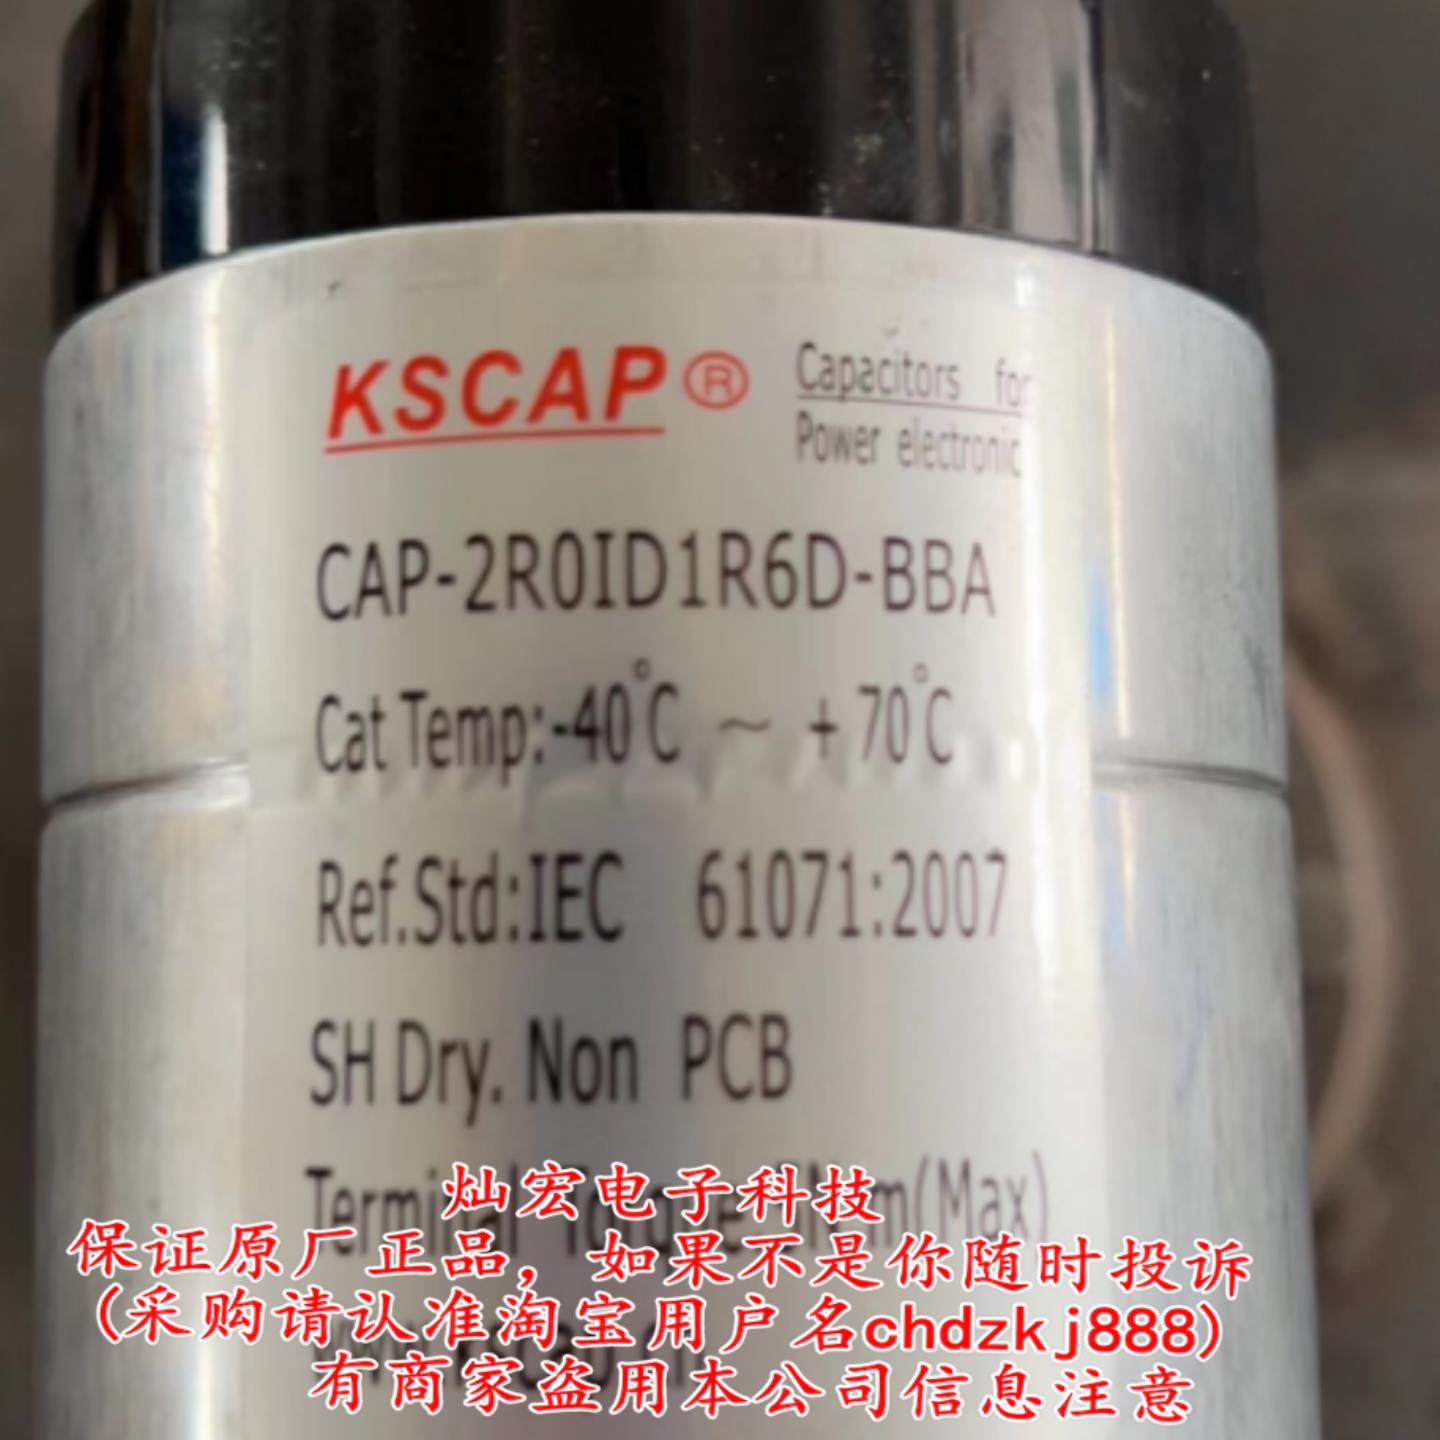 KSCAP®
Capacitors for
Power electronic
CAP-2R0ID1R6D-BBA
Cat Temp:-40°C ~ +70°C
Ref.Std:IEC 61071:2007
SH Dry. Non PCB
Terminal Torque m(Max)
灿宏电子科技
保证原厂正品，如果不是你随时投诉
(采购请认准淘宝用户名chdzkj888)
有商家盗用本公司信息注意